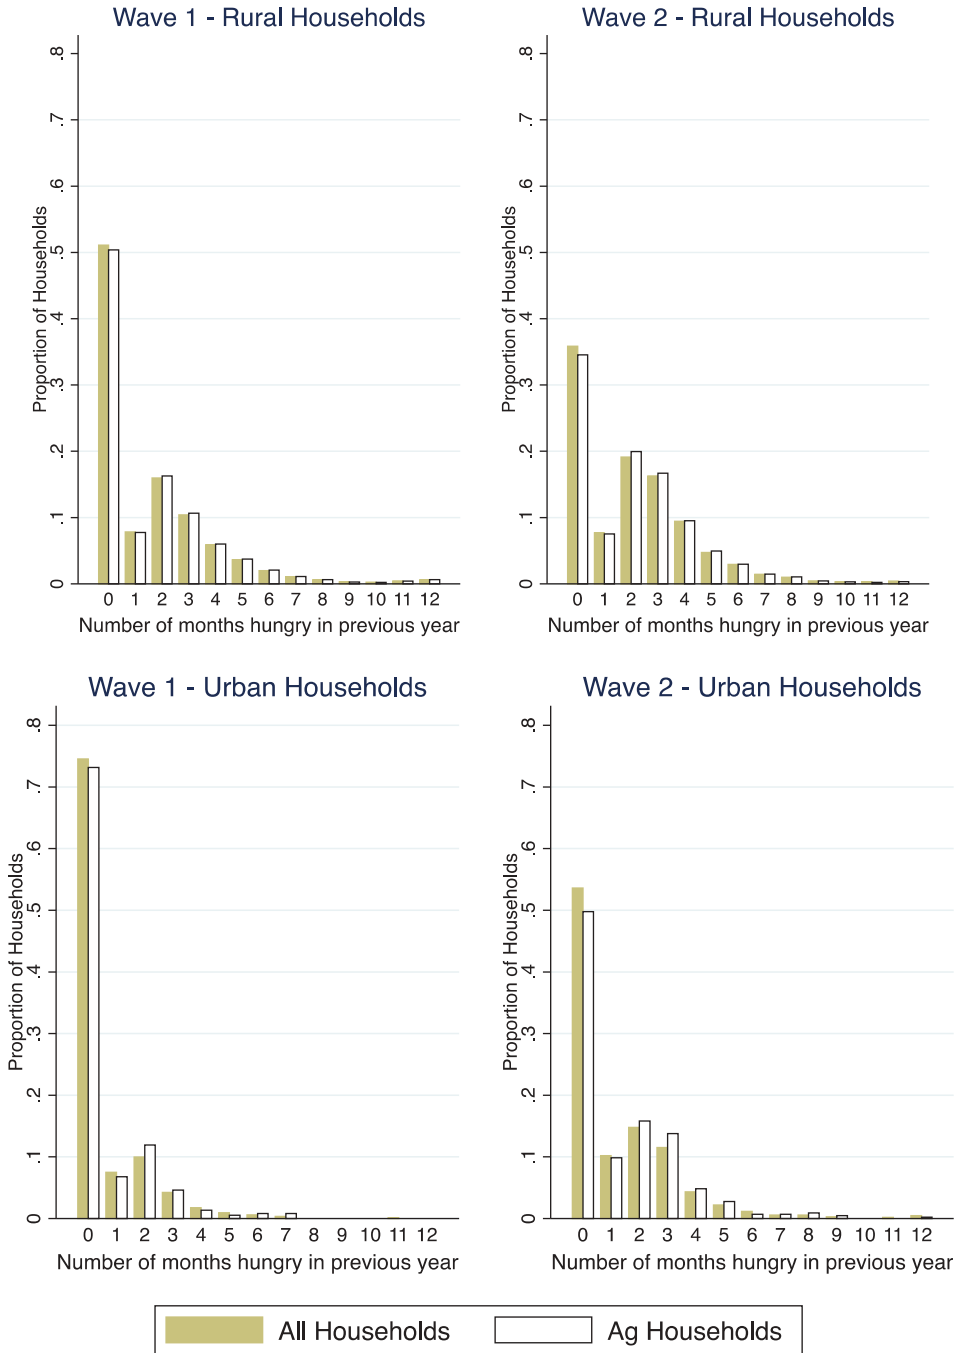 Wave 1 - Rural Households
Proportion of Households
0 .1 .2 .3 .4 .5 .6 .7 .8
0 1 2 3 4 5 6 7 8 9 10 11 12
Number of months hungry in previous year
Wave 2 - Rural Households
Proportion of Households
0 .1 .2 .3 .4 .5 .6 .7 .8
0 1 2 3 4 5 6 7 8 9 10 11 12
Number of months hungry in previous year
Wave 1 - Urban Households
Proportion of Households
0 .1 .2 .3 .4 .5 .6 .7 .8
0 1 2 3 4 5 6 7 8 9 10 11 12
Number of months hungry in previous year
Wave 2 - Urban Households
Proportion of Households
0 .1 .2 .3 .4 .5 .6 .7 .8
0 1 2 3 4 5 6 7 8 9 10 11 12
Number of months hungry in previous year
All Households
Ag Households